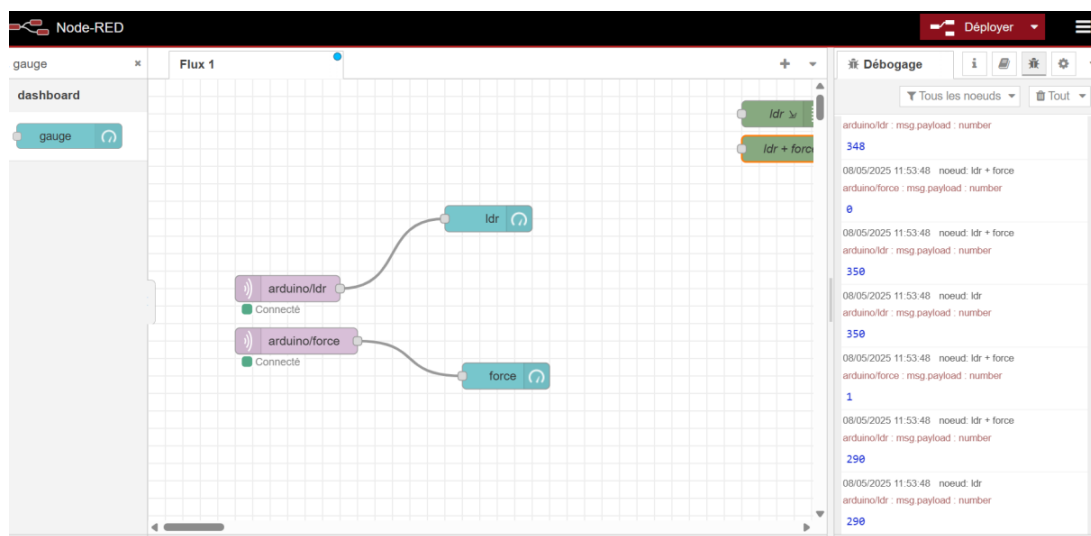 Node-RED
Déployer
gauge
×
dashboard
gauge
Flux 1
ldr
ldr + forc
ldr
arduino/ldr
Connecté
arduino/force
Connecté
force
Débogage
i
Tous les noeuds
Tout
arduino/ldr : msg.payload : number
348
08/05/2025 11:53:48 noeud: ldr + force
arduino/force : msg.payload : number
0
08/05/2025 11:53:48 noeud: ldr + force
arduino/ldr : msg.payload : number
350
08/05/2025 11:53:48 noeud: ldr
arduino/ldr : msg.payload : number
350
08/05/2025 11:53:48 noeud: ldr + force
arduino/force : msg.payload : number
1
08/05/2025 11:53:48 noeud: ldr + force
arduino/ldr : msg.payload : number
290
08/05/2025 11:53:48 noeud: ldr
arduino/ldr : msg.payload : number
290